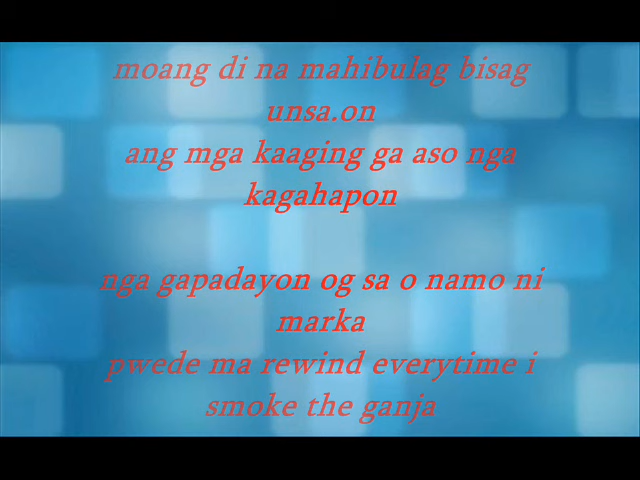 moang di na mahibulag bisag
unsa.on
ang mga kaaging ga aso nga
kagahapon
nga gapadayon og sa o namo ni
marka
pwede ma rewind everytime i
smoke the ganja